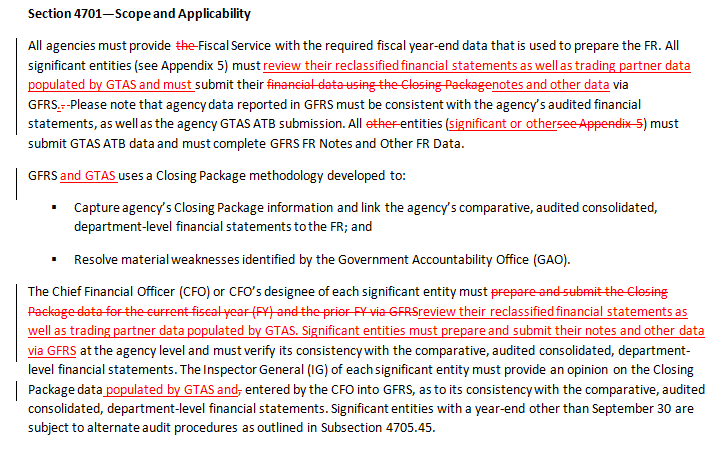 Section 4701—Scope and Applicability
All agencies must provide the Fiscal Service with the required fiscal year-end data that is used to prepare the FR. All
significant entities (see Appendix 5) must review their reclassified financial statements as well as trading partner data
populated by GTAS and must submit their financial data using the Closing Packagenotes and other data via
GFRS.. Please note that agency data reported in GFRS must be consistent with the agency's audited financial
statements, as well as the agency GTAS ATB submission. All other entities (significant or othersee Appendix 5) must
submit GTAS ATB data and must complete GFRS FR Notes and Other FR Data.
GFRS and GTAS uses a Closing Package methodology developed to:
▪ Capture agency's Closing Package information and link the agency's comparative, audited consolidated,
department-level financial statements to the FR; and
▪ Resolve material weaknesses identified by the Government Accountability Office (GAO).
The Chief Financial Officer (CFO) or CFO's designee of each significant entity must prepare and submit the Closing
Package data for the current fiscal year (FY) and the prior FY via GFRSreview their reclassified financial statements as
well as trading partner data populated by GTAS. Significant entities must prepare and submit their notes and other data
via GFRS at the agency level and must verify its consistency with the comparative, audited consolidated, department-
level financial statements. The Inspector General (IG) of each significant entity must provide an opinion on the Closing
Package data populated by GTAS and, entered by the CFO into GFRS, as to its consistency with the comparative, audited
consolidated, department-level financial statements. Significant entities with a year-end other than September 30 are
subject to alternate audit procedures as outlined in Subsection 4705.45.